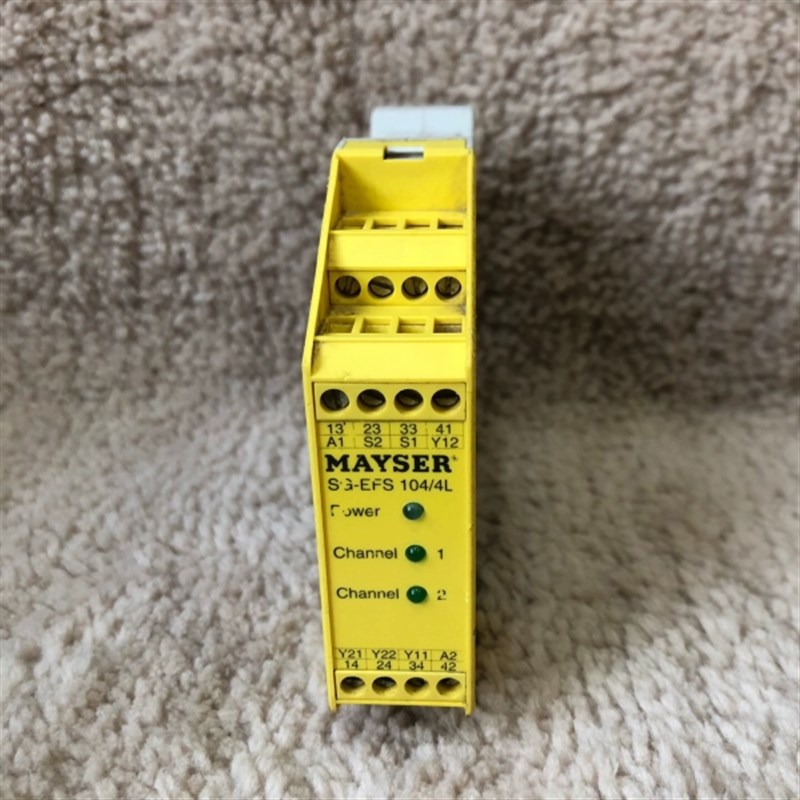 13 23 33 41
A1 S2 S1 Y12
MAYSER
SG-EFS 104/4L
Power
Channel 1
Channel 2
Y21 Y22 Y11 A2
14 24 34 42